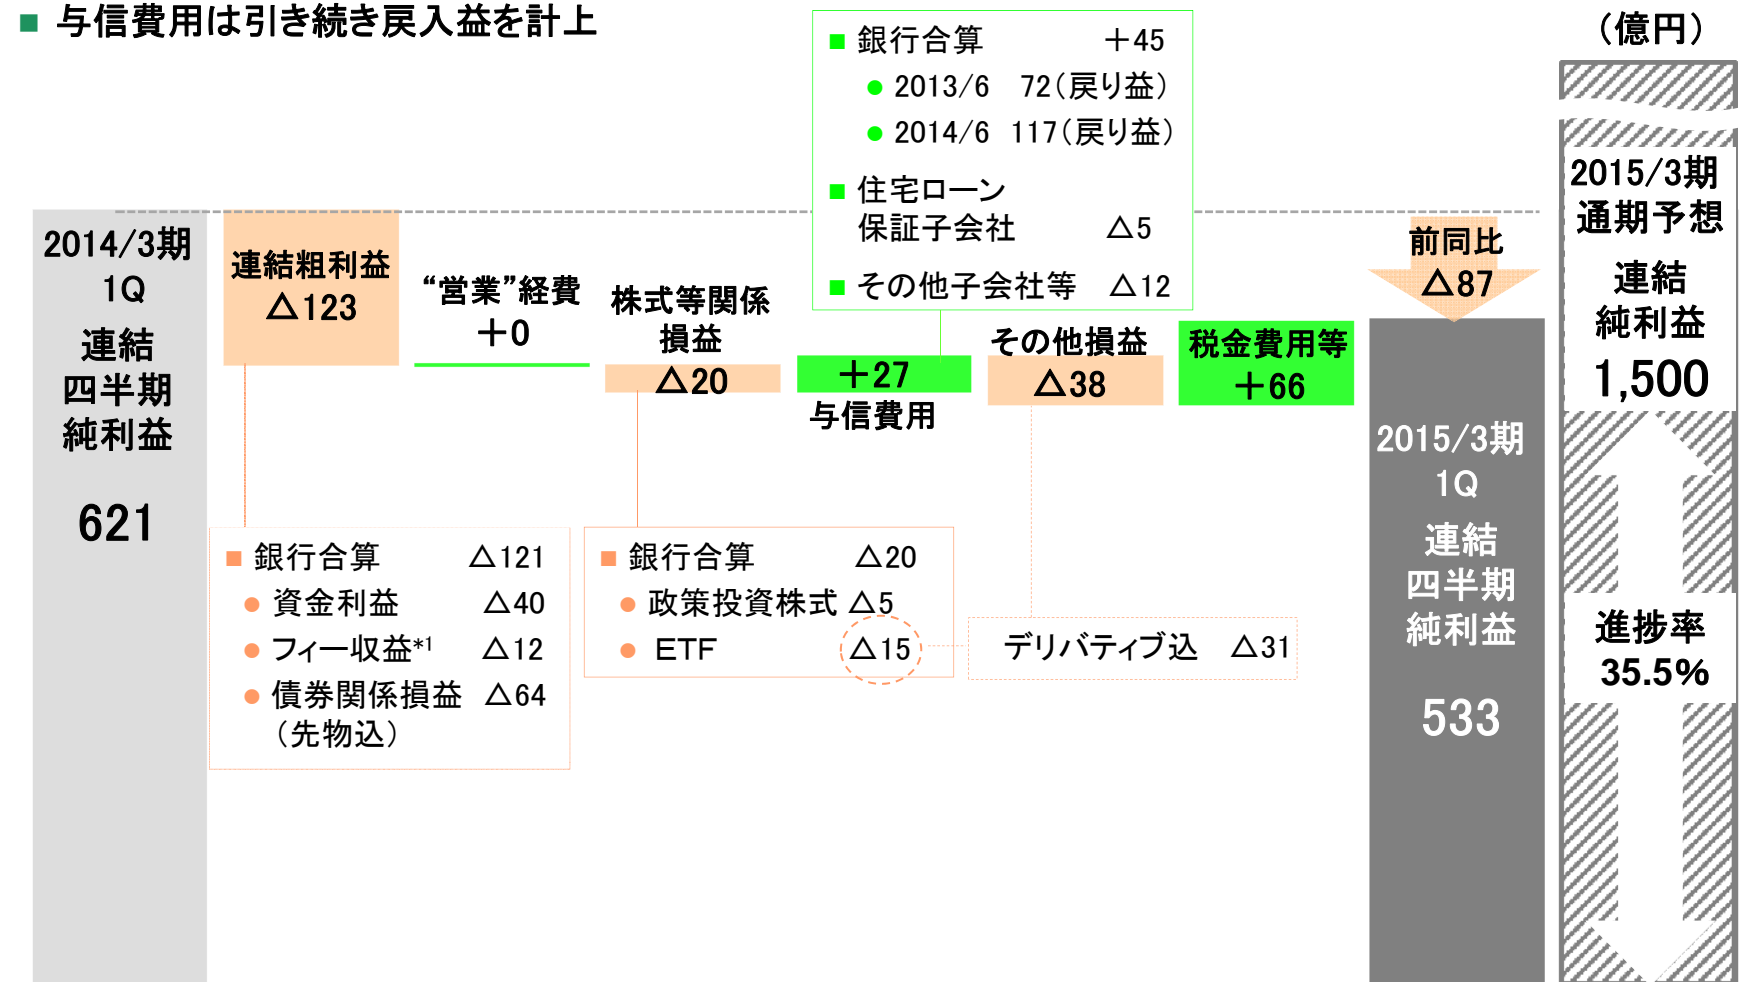 ■ 与信費用は引き続き戻入益を計上
（億円）
■ 銀行合算 ＋45
● 2013/6 72（戻り益）
● 2014/6 117（戻り益）
■ 住宅ローン
保証子会社 △5
■ その他子会社等 △12
2014/3期
1Q
連結
四半期
純利益
621
連結粗利益
△123
“営業”経費
＋0
株式等関係
損益
△20
＋27
与信費用
その他損益
△38
税金費用等
＋66
前同比
△87
2015/3期
1Q
連結
四半期
純利益
533
2015/3期
通期予想
連結
純利益
1,500
進捗率
35.5%
■ 銀行合算 △121
● 資金利益 △40
● フィー収益*1 △12
● 債券関係損益 △64
（先物込）
■ 銀行合算 △20
● 政策投資株式 △5
● ETF △15
デリバティブ込 △31